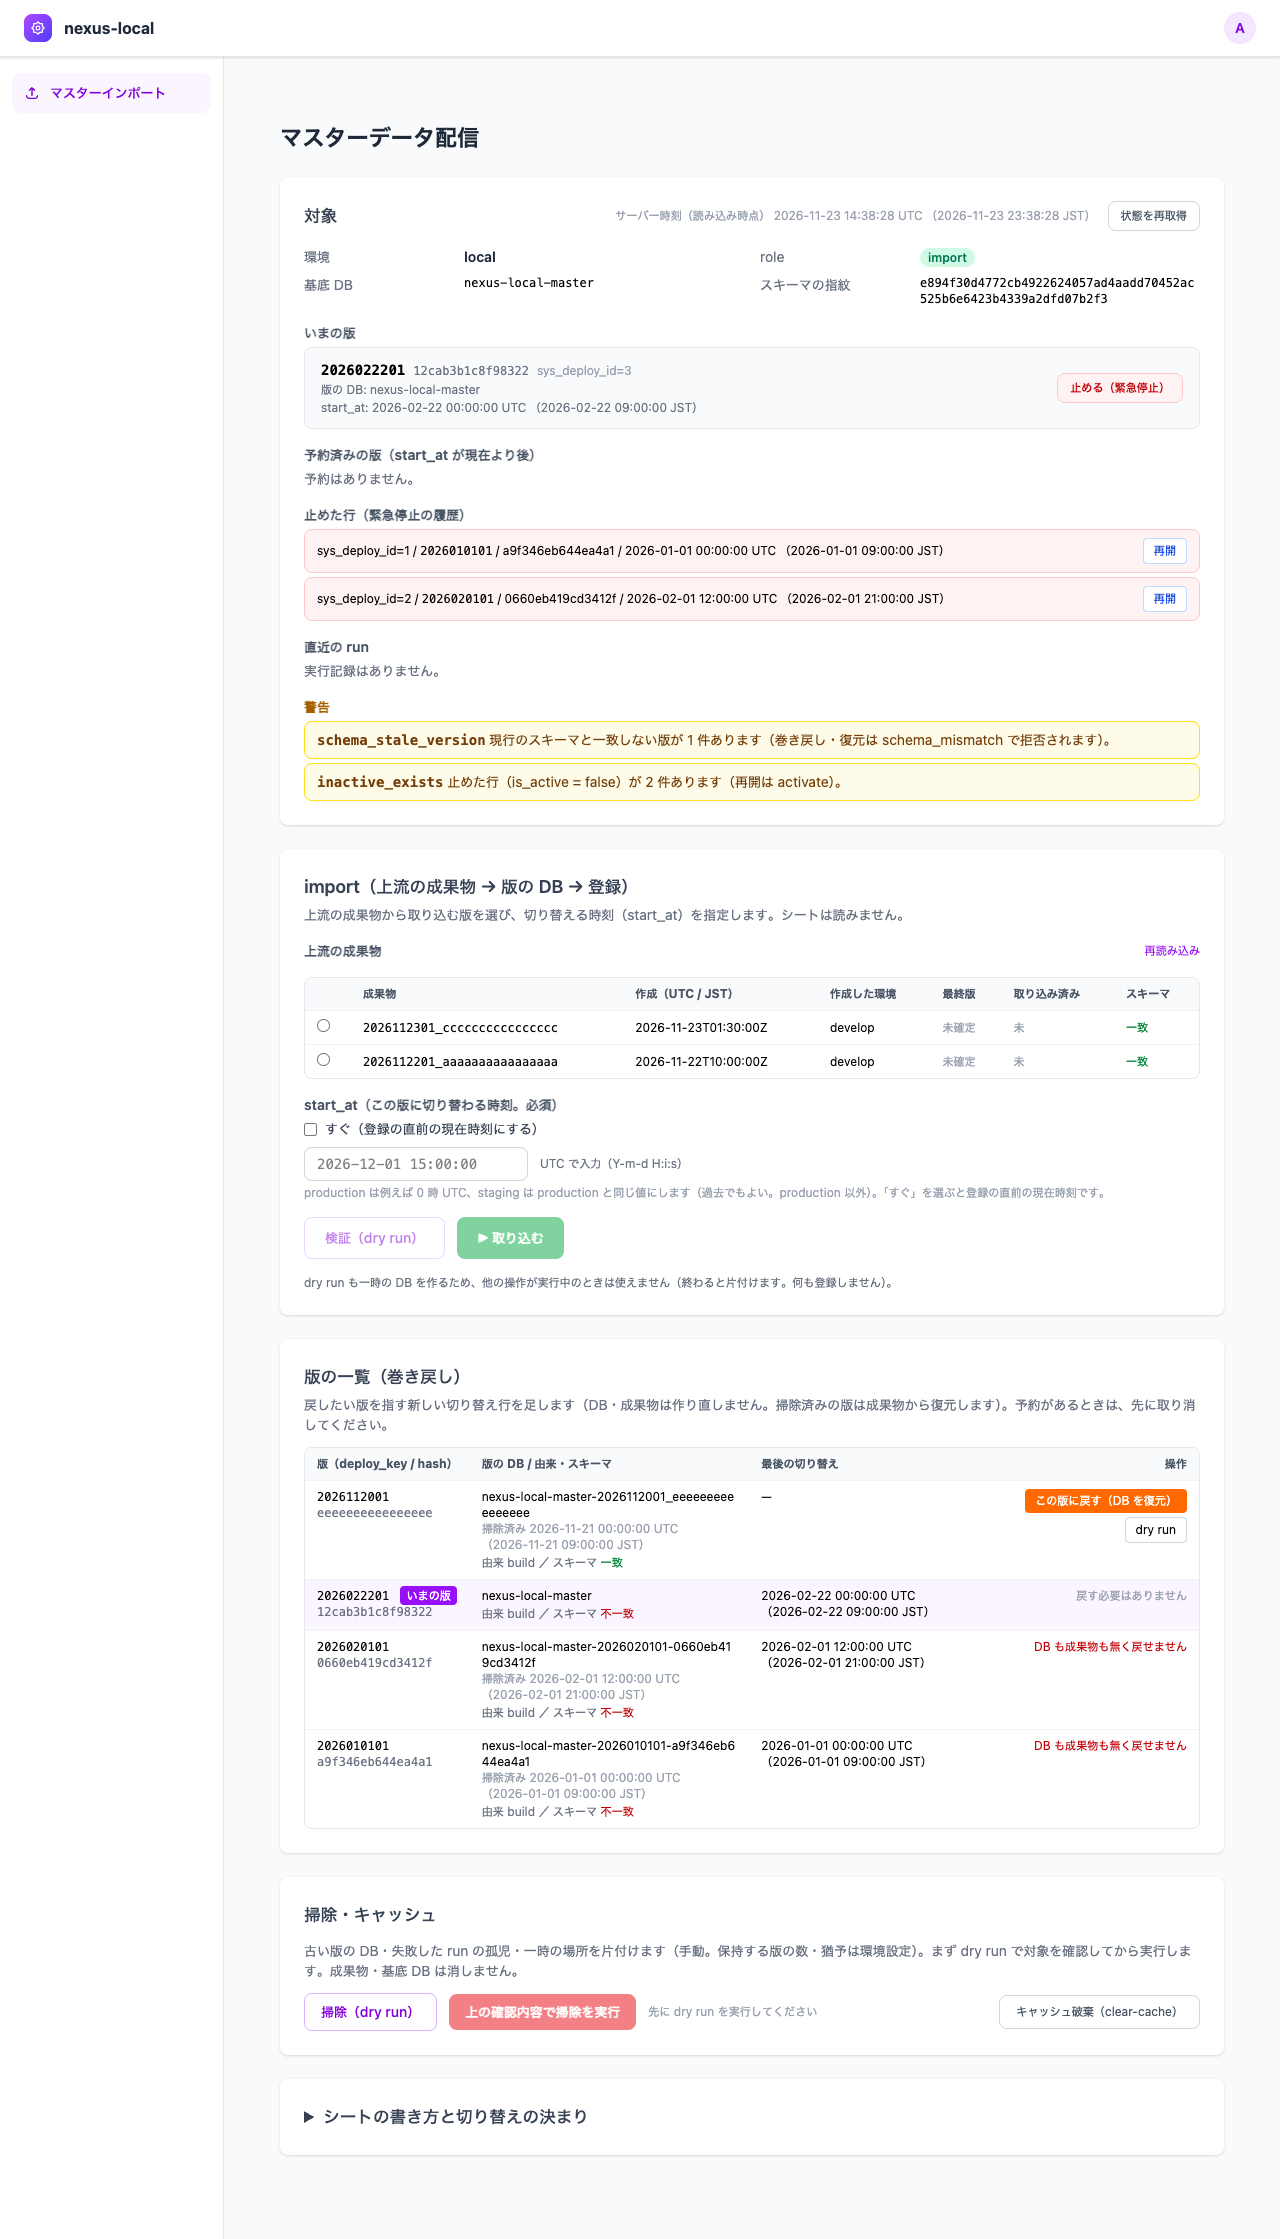 nexus-local
A
マスターインポート
マスターデータ配信
対象
サーバー時刻（読み込み時点） 2026-11-23 14:38:28 UTC （2026-11-23 23:38:28 JST）
状態を再取得
環境
local
role
import
基底 DB
nexus-local-master
スキーマの指紋
e894f30d4772cb4922624057ad4aadd70452ac
525b6e6423b4339a2dfd07b2f3
いまの版
2026022201 12cab3b1c8f98322 sys_deploy_id=3
版の DB: nexus-local-master
start_at: 2026-02-22 00:00:00 UTC （2026-02-22 09:00:00 JST）
止める（緊急停止）
予約済みの版（start_at が現在より後）
予約はありません。
止めた行（緊急停止の履歴）
sys_deploy_id=1 / 2026010101 / a9f346eb644ea4a1 / 2026-01-01 00:00:00 UTC （2026-01-01 09:00:00 JST）
再開
sys_deploy_id=2 / 2026020101 / 0660eb419cd3412f / 2026-02-01 12:00:00 UTC （2026-02-01 21:00:00 JST）
再開
直近の run
実行記録はありません。
警告
schema_stale_version 現行のスキーマと一致しない版が 1 件あります（巻き戻し・復元は schema_mismatch で拒否されます）。
inactive_exists 止めた行（is_active = false）が 2 件あります（再開は activate）。
import（上流の成果物 → 版の DB → 登録）
上流の成果物から取り込む版を選び、切り替える時刻（start_at）を指定します。シートは読みません。
上流の成果物
再読み込み
成果物 作成（UTC / JST） 作成した環境 最終版 取り込み済み スキーマ
2026112301_cccccccccccccccc 2026-11-23T01:30:00Z develop 未確定 未 一致
2026112201_aaaaaaaaaaaaaaaa 2026-11-22T10:00:00Z develop 未確定 未 一致
start_at（この版に切り替わる時刻。必須）
すぐ（登録の直前の現在時刻にする）
2026-12-01 15:00:00
UTC で入力（Y-m-d H:i:s）
production は例えば 0 時 UTC、staging は production と同じ値にします（過去でもよい。production 以外）。「すぐ」を選ぶと登録の直前の現在時刻です。
検証（dry run）
▶ 取り込む
dry run も一時の DB を作るため、他の操作が実行中のときは使えません（終わると片付けます。何も登録しません）。
版の一覧（巻き戻し）
戻したい版を指す新しい切り替え行を足します（DB・成果物は作り直しません。掃除済みの版は成果物から復元します）。予約があるときは、先に取り消
してください。
版（deploy_key / hash） 版の DB / 由来・スキーマ 最後の切り替え 操作
2026112001
eeeeeeeeeeeeeeee
nexus-local-master-2026112001_eeeeeeeee
eeeeeee
掃除済み 2026-11-21 00:00:00 UTC
（2026-11-21 09:00:00 JST）
由来 build ／ スキーマ 一致
—
この版に戻す（DB を復元）
dry run
2026022201 いまの版
12cab3b1c8f98322
nexus-local-master
由来 build ／ スキーマ 不一致
2026-02-22 00:00:00 UTC
（2026-02-22 09:00:00 JST）
戻す必要はありません
2026020101
0660eb419cd3412f
nexus-local-master-2026020101-0660eb41
9cd3412f
掃除済み 2026-02-01 12:00:00 UTC
（2026-02-01 21:00:00 JST）
由来 build ／ スキーマ 不一致
2026-02-01 12:00:00 UTC
（2026-02-01 21:00:00 JST）
DB も成果物も無く戻せません
2026010101
a9f346eb644ea4a1
nexus-local-master-2026010101-a9f346eb6
44ea4a1
掃除済み 2026-01-01 00:00:00 UTC
（2026-01-01 09:00:00 JST）
由来 build ／ スキーマ 不一致
2026-01-01 00:00:00 UTC
（2026-01-01 09:00:00 JST）
DB も成果物も無く戻せません
掃除・キャッシュ
古い版の DB・失敗した run の孤児・一時の場所を片付けます（手動。保持する版の数・猶予は環境設定）。まず dry run で対象を確認してから実行しま
す。成果物・基底 DB は消しません。
掃除（dry run）
上の確認内容で掃除を実行
先に dry run を実行してください
キャッシュ破棄（clear-cache）
▶ シートの書き方と切り替えの決まり